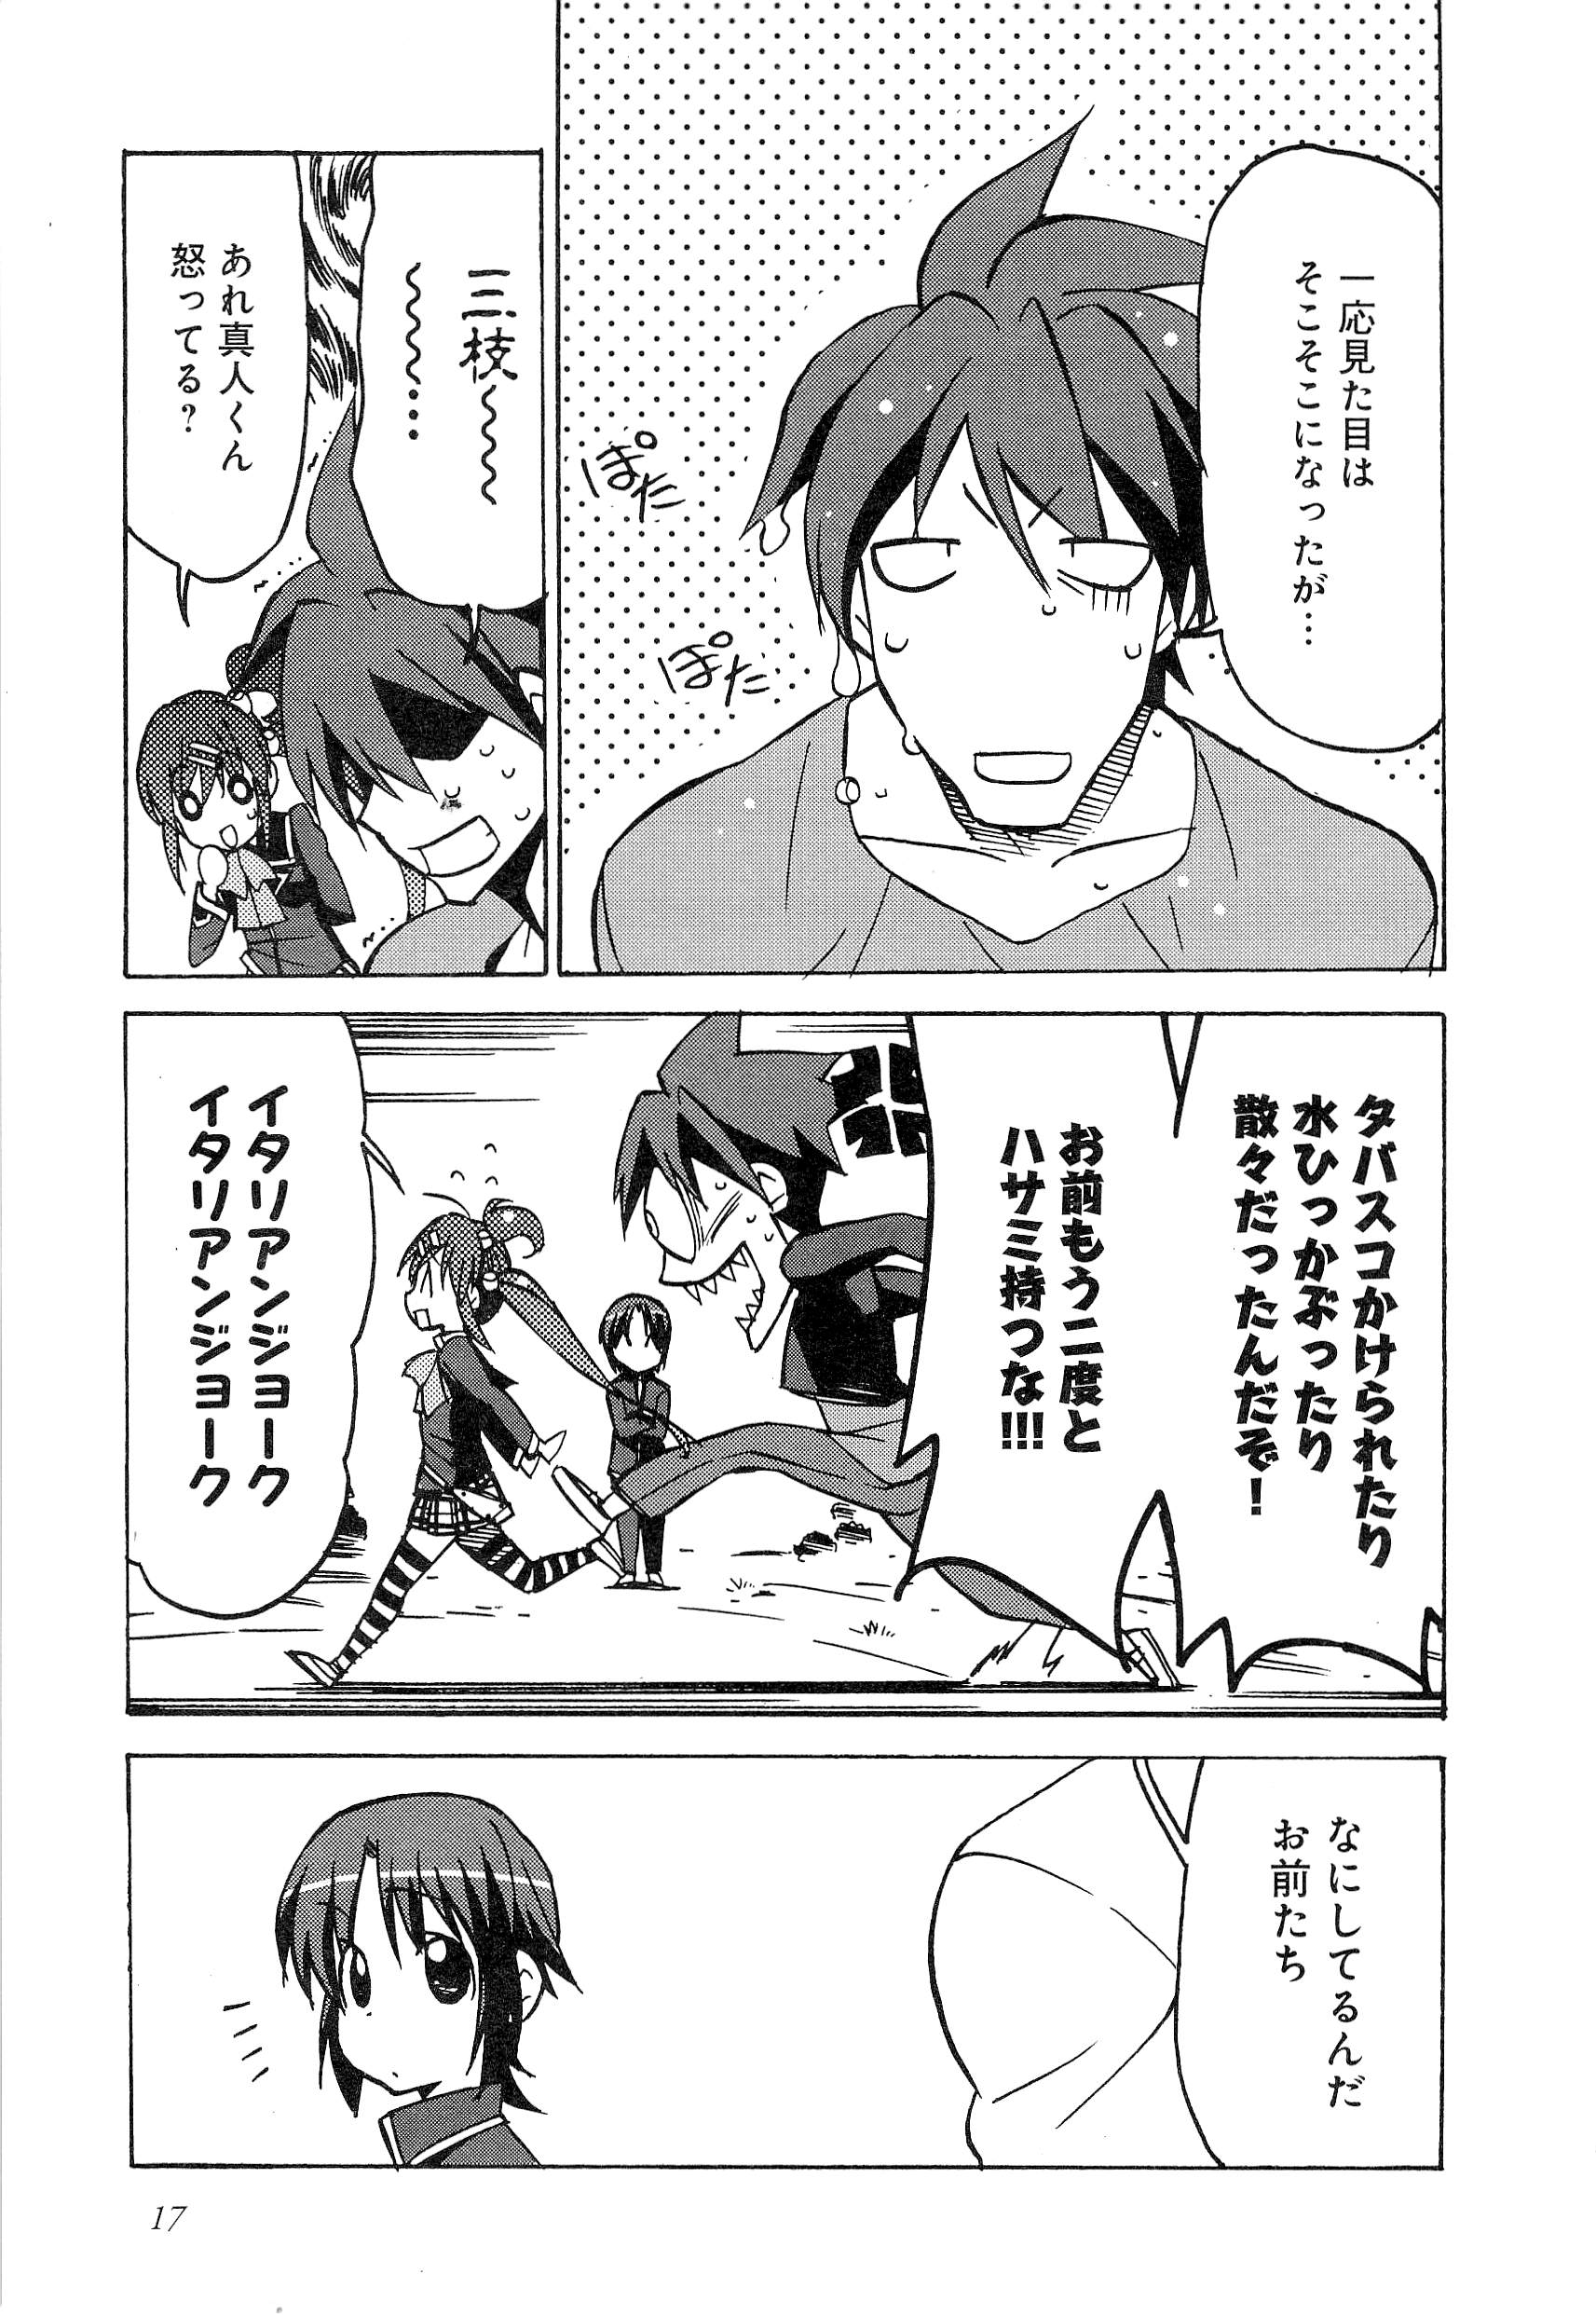 一応見た目は
そこそこになったが…
ぽた
ぽた
三枝〜〜〜
〜〜〜…
あれ真人くん
怒ってる?
タバスコかけられたり
水ひっかぶったり
散々だったんだぞ!
お前もう二度と
ハサミ持つな!!!
イタリアンジョーク
イタリアンジョーク
なにしてるんだ
お前たち
17